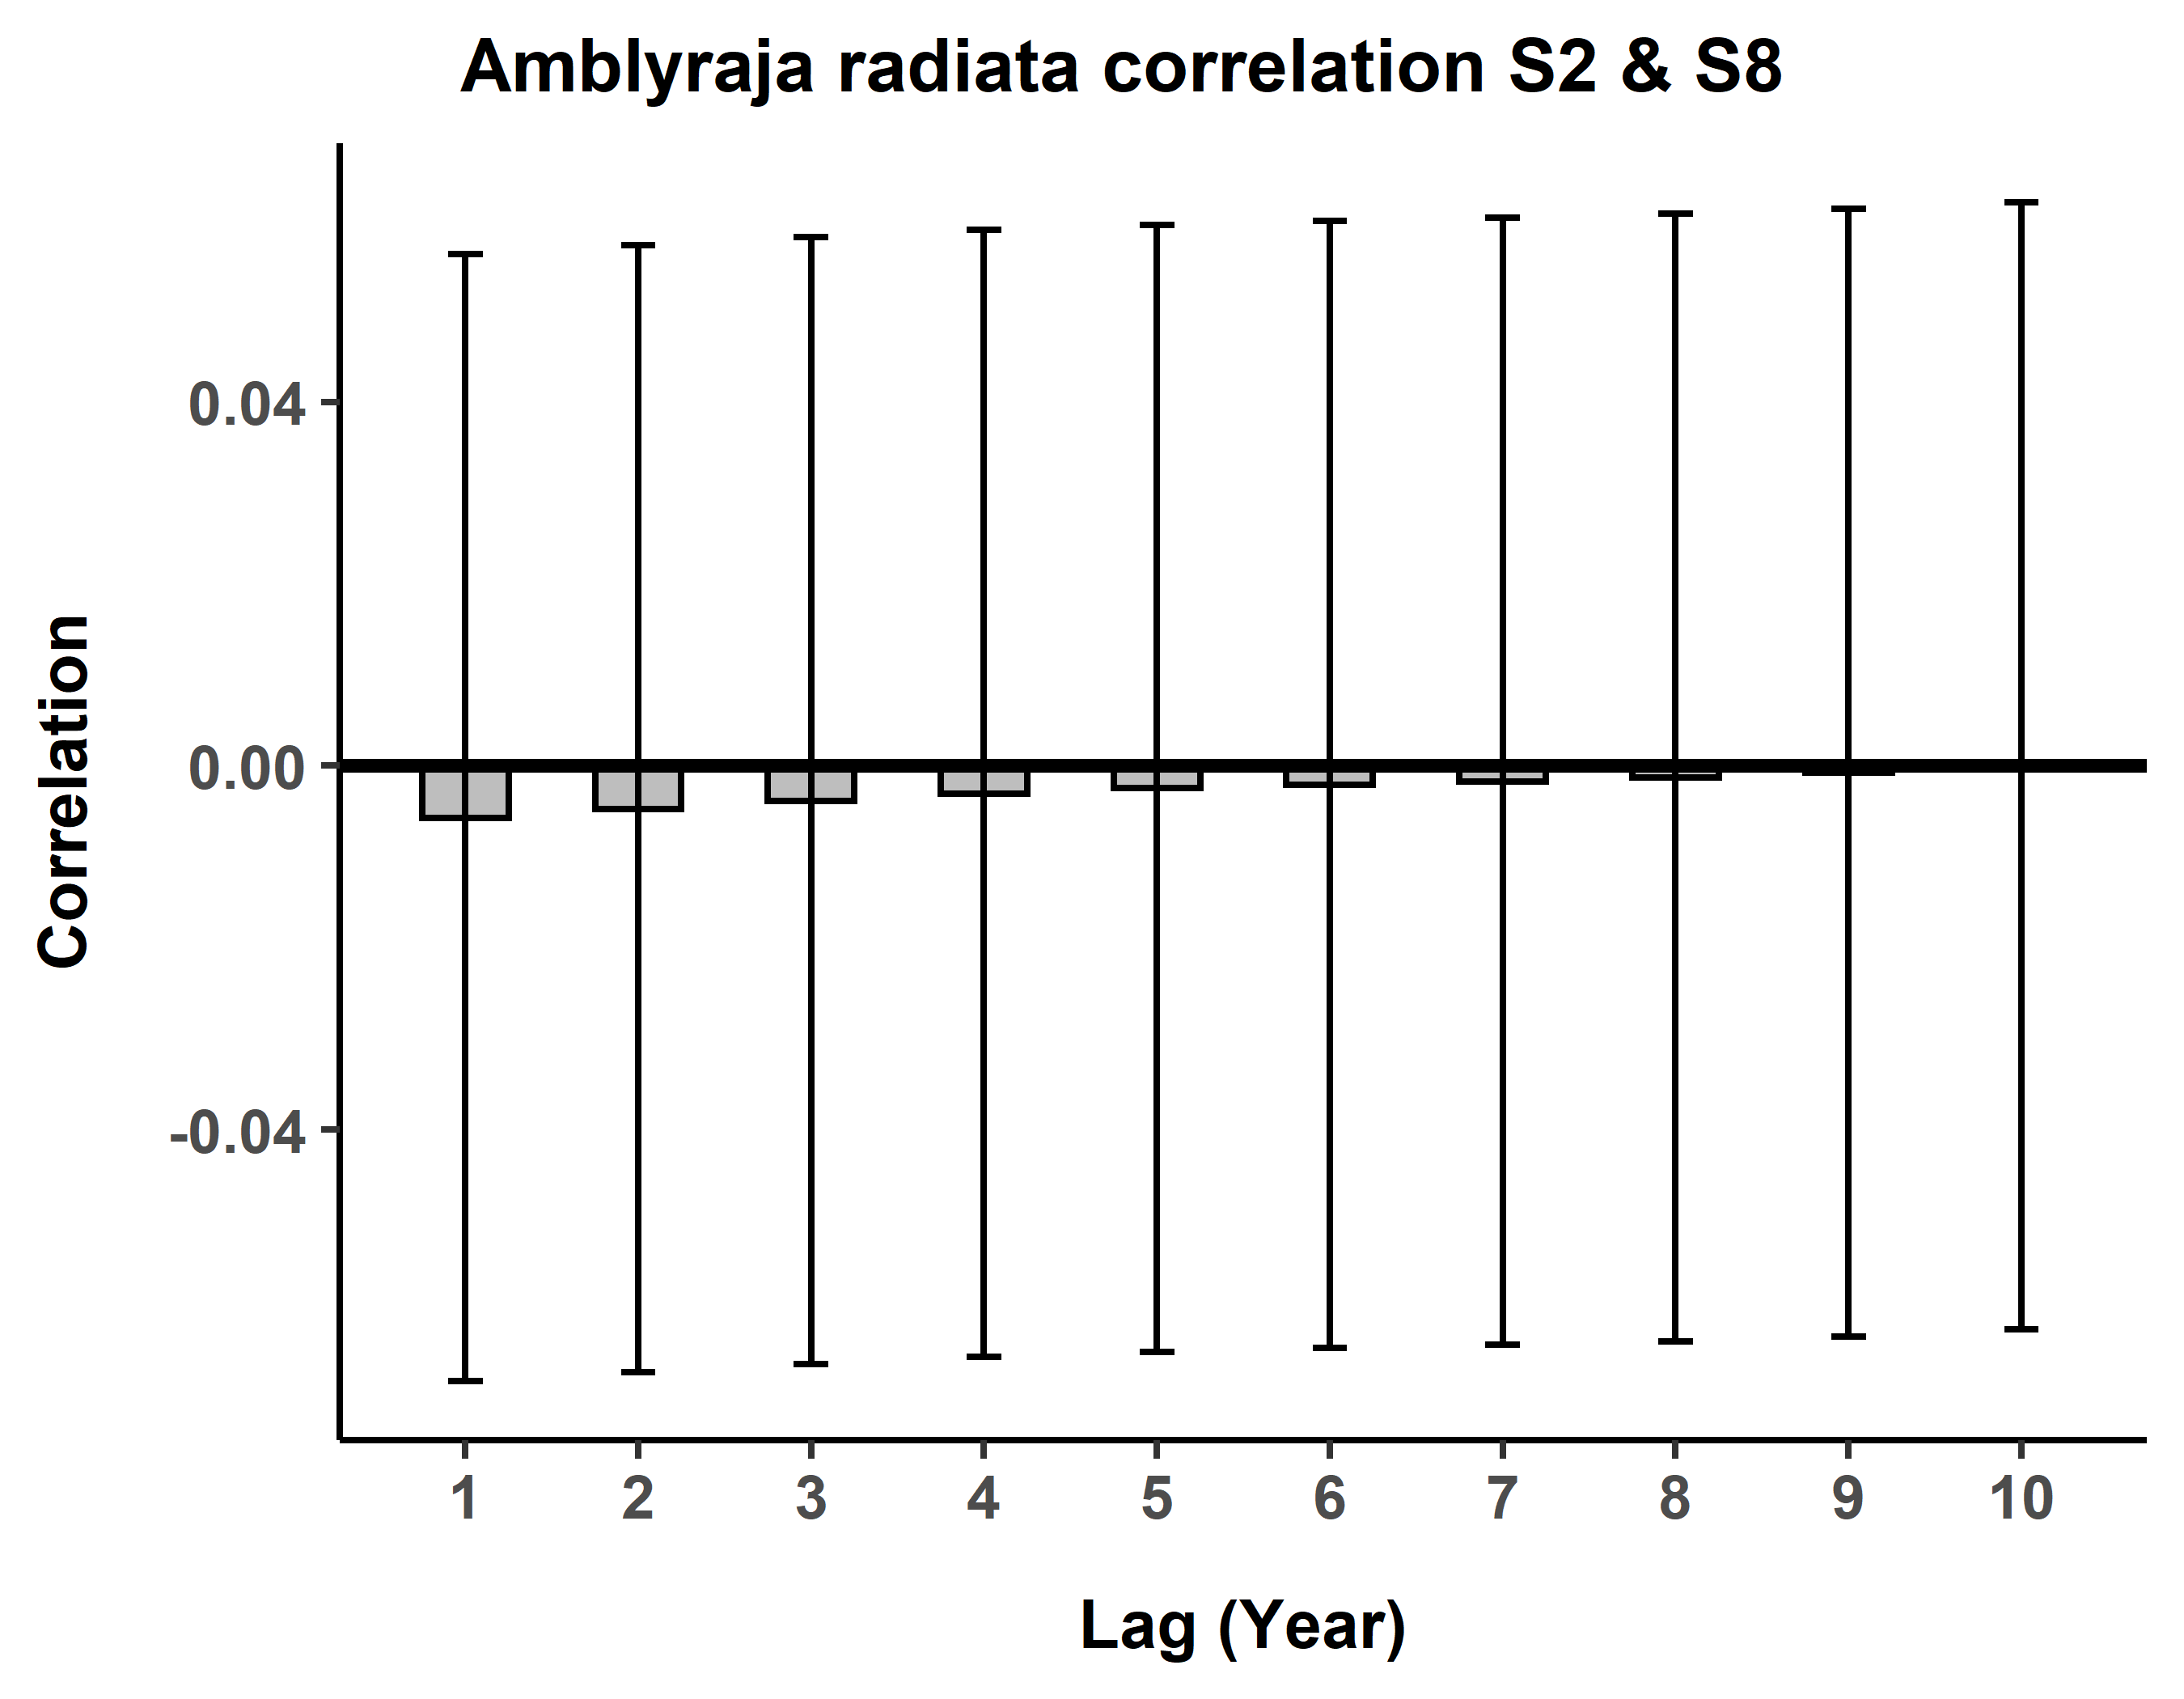 Amblyraja radiata correlation S2 & S8
Correlation
0.04
0.00
-0.04
1 2 3 4 5 6 7 8 9 10
Lag (Year)